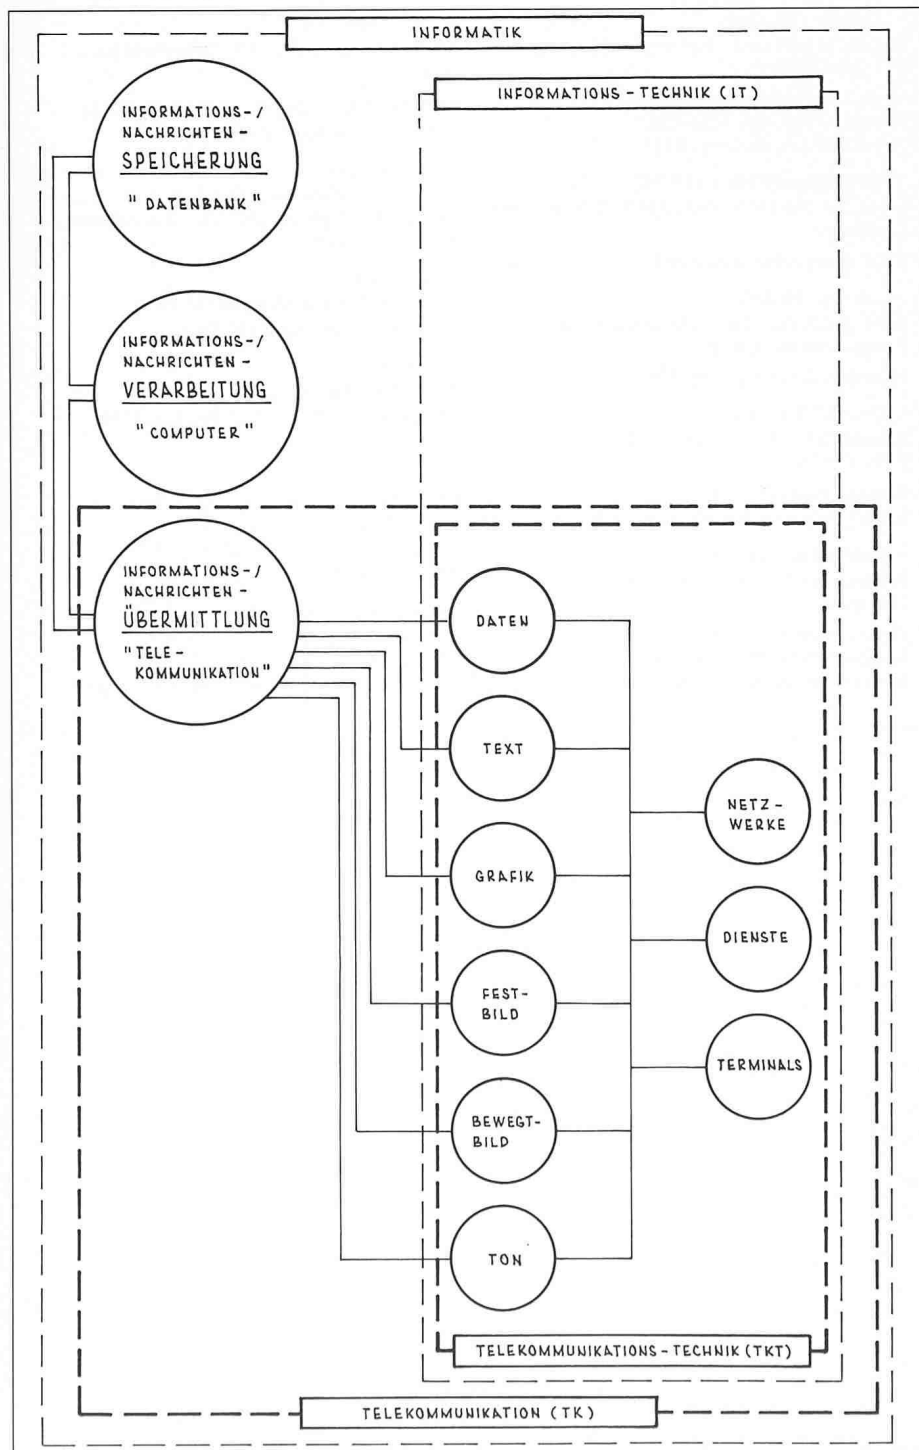 INFORMATIK
INFORMATIONS-TECHNIK (IT)
INFORMATIONS-/
NACHRICHTEN-
SPEICHERUNG
"DATENBANK"
INFORMATIONS-/
NACHRICHTEN-
VERARBEITUNG
"COMPUTER"
INFORMATIONS-/
NACHRICHTEN-
ÜBERMITTLUNG
"TELE-
KOMMUNIKATION"
DATEN
TEXT
GRAFIK
FEST-
BILD
BEWEGT-
BILD
TON
NETZ-
WERKE
DIENSTE
TERMINALS
TELEKOMMUNIKATIONS-TECHNIK (TKT)
TELEKOMMUNIKATION (TK)